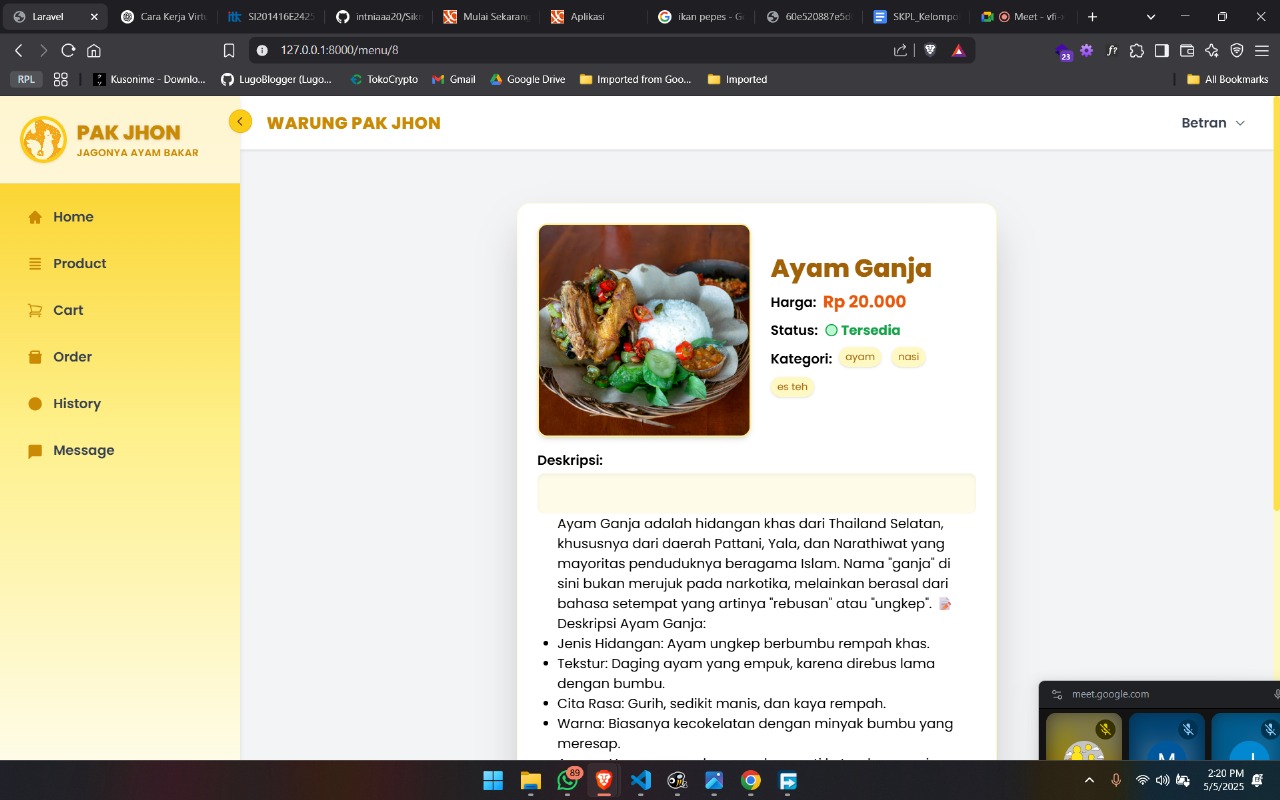 Laravel
Cara Kerja Virtu
SI201416E2425
intniaaa20/Sikn
Mulai Sekarang
Aplikasi
ikan pepes - G
60e520887e5d
SKPL_Kelompo
Meet - vfi-
127.0.0.1:8000/menu/8
23
f?
RPL
Kusonime - Downlo...
LugoBlogger (Lugo...
TokoCrypto
Gmail
Google Drive
Imported from Goo...
Imported
All Bookmarks
PAK JHON
JAGONYA AYAM BAKAR
WARUNG PAK JHON
Betran
Home
Product
Cart
Order
History
Message
Ayam Ganja
Harga: Rp 20.000
Status: Tersedia
Kategori: ayam nasi
es teh
Deskripsi:
Ayam Ganja adalah hidangan khas dari Thailand Selatan,
khususnya dari daerah Pattani, Yala, dan Narathiwat yang
mayoritas penduduknya beragama Islam. Nama "ganja" di
sini bukan merujuk pada narkotika, melainkan berasal dari
bahasa setempat yang artinya "rebusan" atau "ungkep". 📝
Deskripsi Ayam Ganja:
• Jenis Hidangan: Ayam ungkep berbumbu rempah khas.
• Tekstur: Daging ayam yang empuk, karena direbus lama
dengan bumbu.
• Cita Rasa: Gurih, sedikit manis, dan kaya rempah.
• Warna: Biasanya kecokelatan dengan minyak bumbu yang
meresap.
meet.google.com
M
89
2:20 PM
5/5/2025